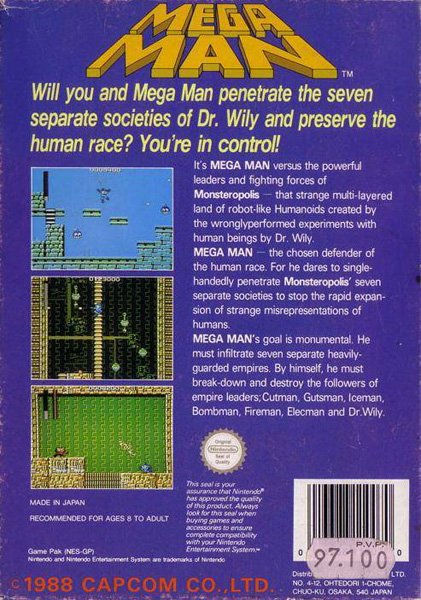 MEGA
MAN
TM
Will you and Mega Man penetrate the seven
separate societies of Dr. Wily and preserve the
human race? You're in control!
It's MEGA MAN versus the powerful
leaders and fighting forces of
Monsteropolis — that strange multi-layered
land of robot-like Humanoids created by
the wronglyperformed experiments with
human beings by Dr. Wily.
MEGA MAN — the chosen defender of
the human race. For he dares to single-
handedly penetrate Monsteropolis' seven
separate societies to stop the rapid expan-
sion of strange misrepresentations of
humans.
MEGA MAN's goal is monumental. He
must infiltrate seven separate heavily-
guarded empires. By himself, he must
break-down and destroy the followers of
empire leaders;Cutman, Gutsman, Iceman,
Bombman, Fireman, Elecman and Dr.Wily.
Original
Nintendo
Seal of
Quality
This seal is your
assurance that Nintendo®
has approved the quality
of this product. Always
look for this seal when
buying games and
accessories to ensure
complete compatibility
with your Nintendo
Entertainment System.™
MADE IN JAPAN
RECOMMENDED FOR AGES 8 TO ADULT
Game Pak (NES-GP)
Nintendo and Nintendo Entertainment System are trademarks of Nintendo
P.V.P.
97.100
LTD.
NO. 4-12, OHTEDORI 1-CHOME,
CHUO-KU, OSAKA, 540 JAPAN
© 1988 CAPCOM CO., LTD.